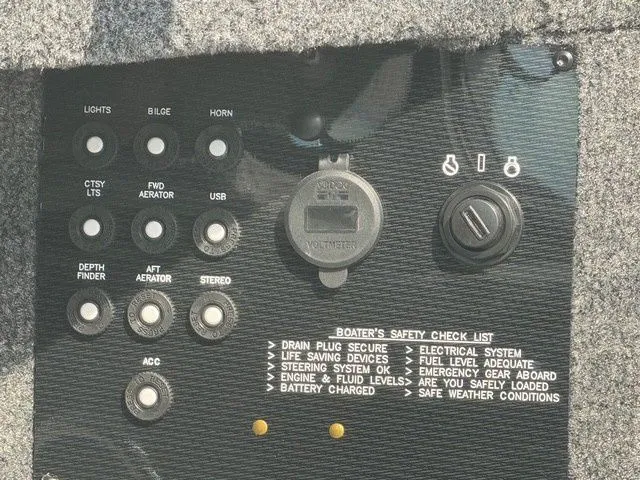 LIGHTS
BILGE
HORN
CTSY
LTS
FWD
AERATOR
USB
DEPTH
FINDER
AFT
AERATOR
STEREO
ACC
VOLTMETER
BOATER'S SAFETY CHECK LIST
> DRAIN PLUG SECURE
> LIFE SAVING DEVICES
> STEERING SYSTEM OK
> ENGINE & FLUID LEVELS
> BATTERY CHARGED
> ELECTRICAL SYSTEM
> FUEL LEVEL ADEQUATE
> EMERGENCY GEAR ABOARD
> ARE YOU SAFELY LOADED
> SAFE WEATHER CONDITIONS